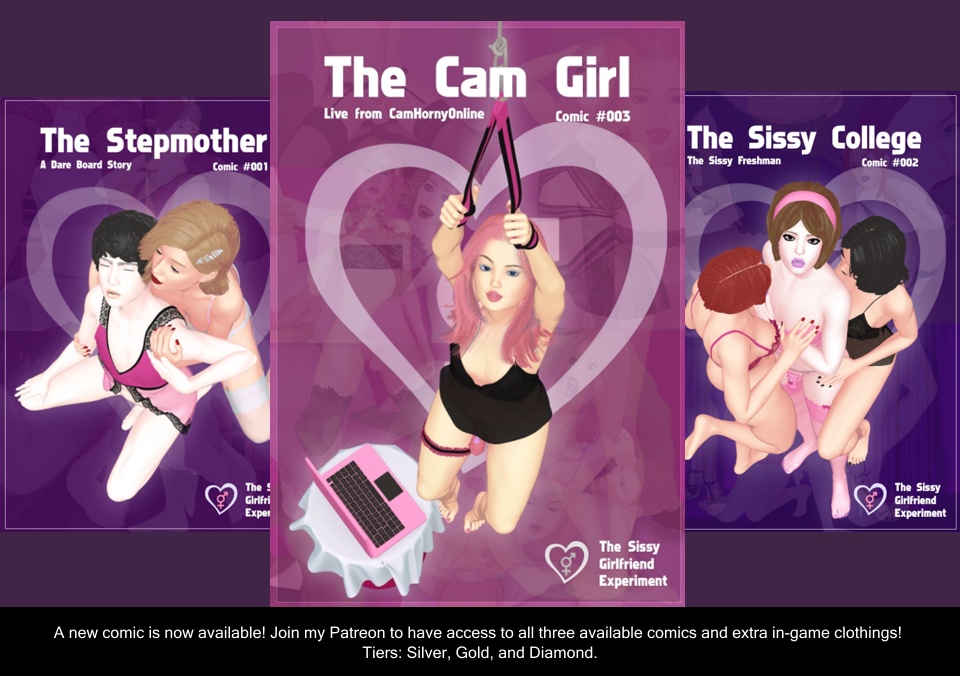 The Stepmother
A Dare Board Story
Comic #001
The Cam Girl
Live from CamHornyOnline
Comic #003
The Sissy College
The Sissy Freshman
Comic #002
The
Girlfri
Exper
The Sissy
Girlfriend
Experiment
The Sissy
Girlfriend
Experiment
A new comic is now available! Join my Patreon to have access to all three available comics and extra in-game clothings!
Tiers: Silver, Gold, and Diamond.